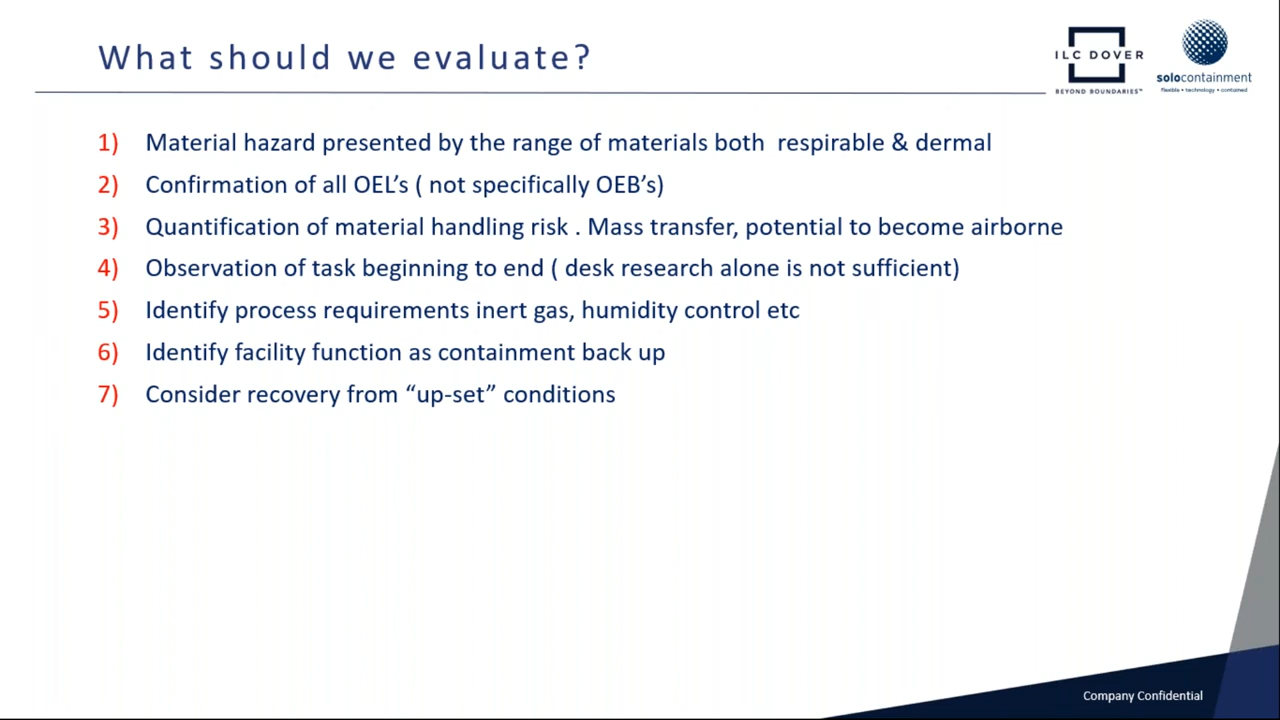 What should we evaluate?
ILC DOVER
BEYOND BOUNDARIES™
solocontainment
flexible • technology • contained
1) Material hazard presented by the range of materials both  respirable & dermal
2) Confirmation of all OEL’s ( not specifically OEB’s)
3) Quantification of material handling risk . Mass transfer, potential to become airborne
4) Observation of task beginning to end ( desk research alone is not sufficient)
5) Identify process requirements inert gas, humidity control etc
6) Identify facility function as containment back up
7) Consider recovery from “up-set” conditions
Company Confidential